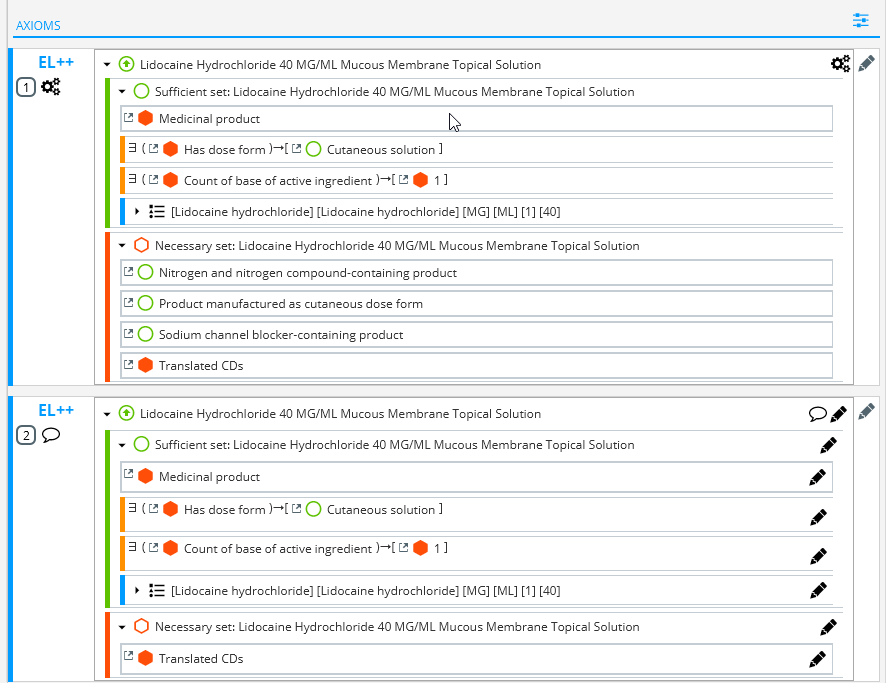 AXIOMS
EL++
1
Lidocaine Hydrochloride 40 MG/ML Mucous Membrane Topical Solution
Sufficient set: Lidocaine Hydrochloride 40 MG/ML Mucous Membrane Topical Solution
Medicinal product
∃ ( Has dose form )→[ Cutaneous solution ]
∃ ( Count of base of active ingredient )→[ 1 ]
[Lidocaine hydrochloride] [Lidocaine hydrochloride] [MG] [ML] [1] [40]
Necessary set: Lidocaine Hydrochloride 40 MG/ML Mucous Membrane Topical Solution
Nitrogen and nitrogen compound-containing product
Product manufactured as cutaneous dose form
Sodium channel blocker-containing product
Translated CDs
EL++
2
Lidocaine Hydrochloride 40 MG/ML Mucous Membrane Topical Solution
Sufficient set: Lidocaine Hydrochloride 40 MG/ML Mucous Membrane Topical Solution
Medicinal product
∃ ( Has dose form )→[ Cutaneous solution ]
∃ ( Count of base of active ingredient )→[ 1 ]
[Lidocaine hydrochloride] [Lidocaine hydrochloride] [MG] [ML] [1] [40]
Necessary set: Lidocaine Hydrochloride 40 MG/ML Mucous Membrane Topical Solution
Translated CDs